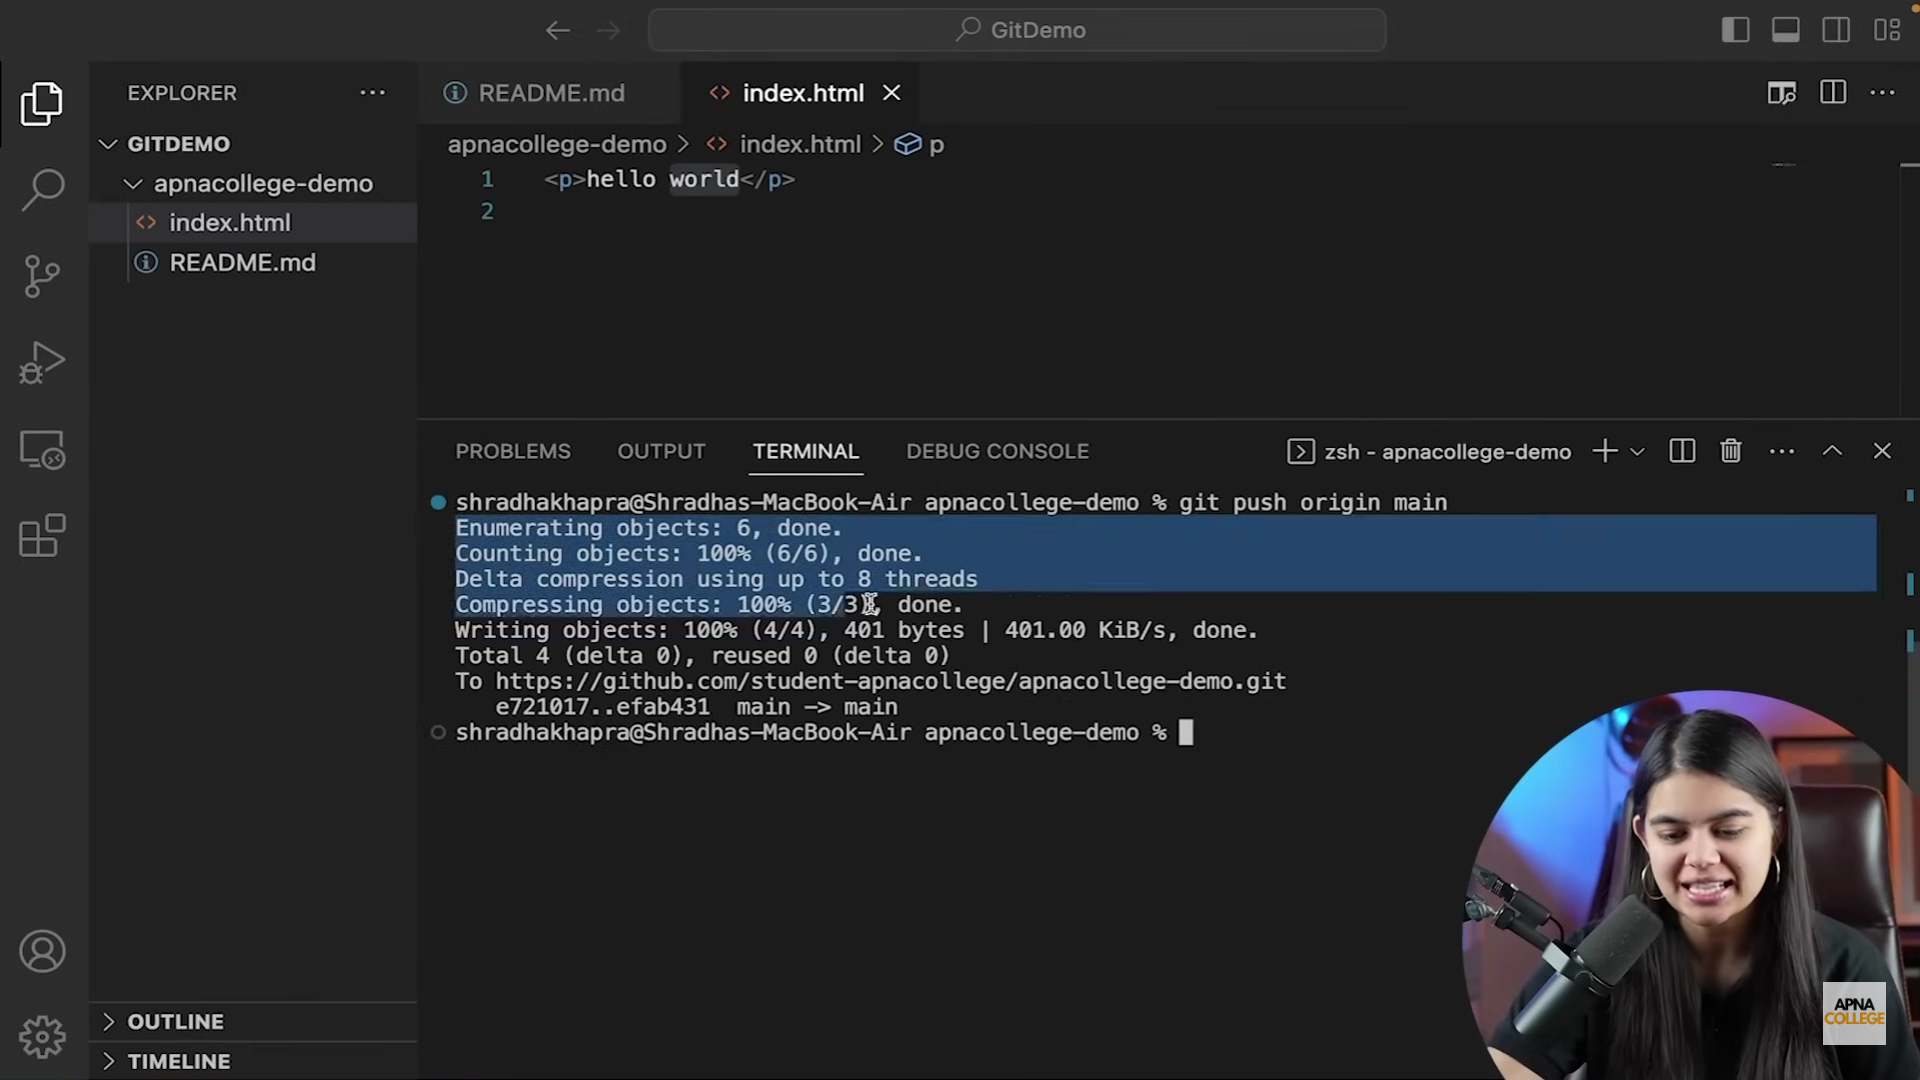 GitDemo
EXPLORER
README.md
index.html
GITDEMO
apnacollege-demo > index.html > p
apnacollege-demo
1 <p>hello world</p>
index.html
2
README.md
PROBLEMS OUTPUT TERMINAL DEBUG CONSOLE
zsh - apnacollege-demo
shradhakhapra@Shradhas-MacBook-Air apnacollege-demo % git push origin main
Enumerating objects: 6, done.
Counting objects: 100% (6/6), done.
Delta compression using up to 8 threads
Compressing objects: 100% (3/3), done.
Writing objects: 100% (4/4), 401 bytes | 401.00 KiB/s, done.
Total 4 (delta 0), reused 0 (delta 0)
To https://github.com/student-apnacollege/apnacollege-demo.git
e721017..efab431 main -> main
shradhakhapra@Shradhas-MacBook-Air apnacollege-demo %
OUTLINE
TIMELINE
APNA
COLLEGE